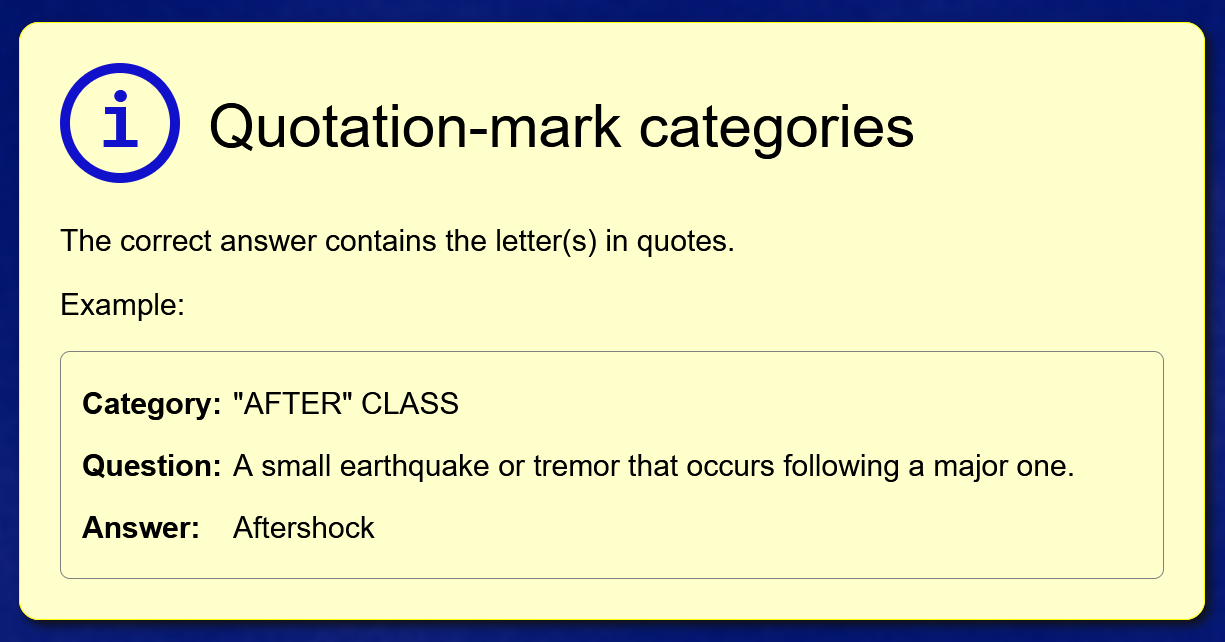 i
Quotation-mark categories
The correct answer contains the letter(s) in quotes.
Example:
Category: "AFTER" CLASS
Question: A small earthquake or tremor that occurs following a major one.
Answer: Aftershock